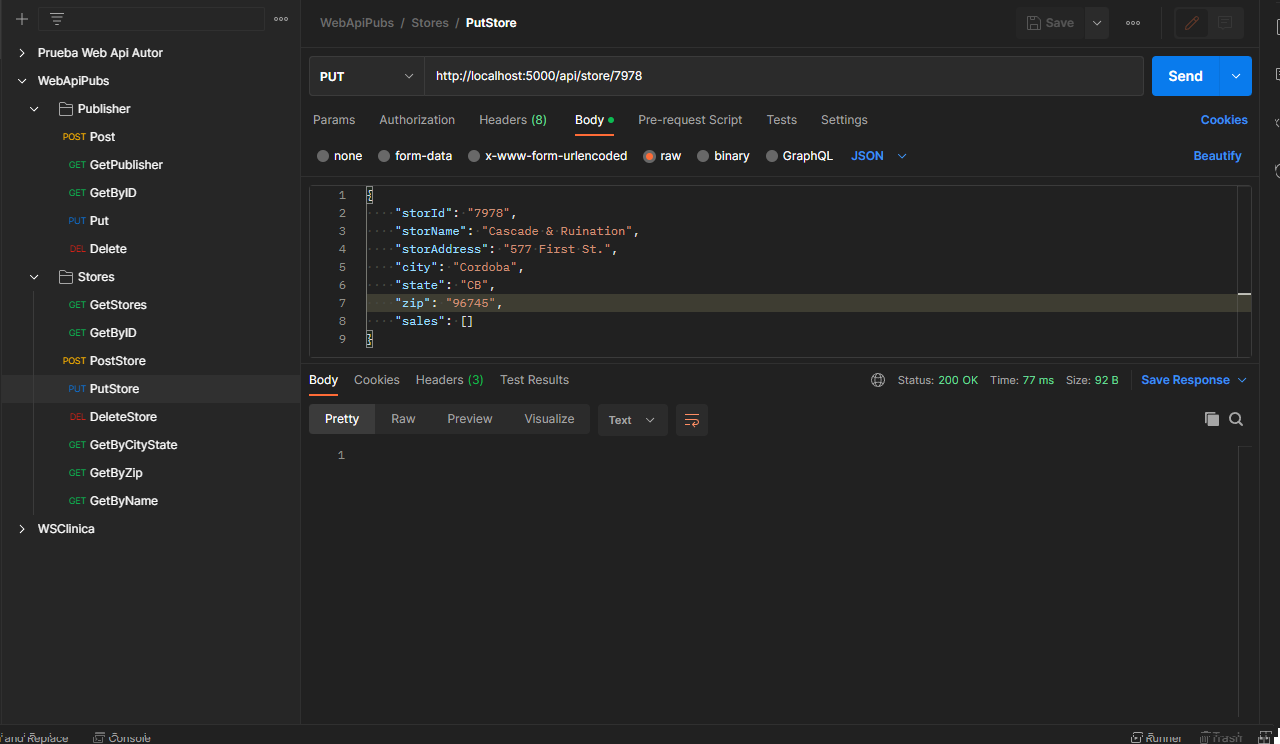 WebApiPubs / Stores / PutStore
Save
Prueba Web Api Autor
WebApiPubs
Publisher
POST Post
GET GetPublisher
GET GetByID
PUT Put
DEL Delete
Stores
GET GetStores
GET GetByID
POST PostStore
PUT PutStore
DEL DeleteStore
GET GetByCityState
GET GetByZip
GET GetByName
WSClinica
PUT http://localhost:5000/api/store/7978 Send
Params Authorization Headers (8) Body Pre-request Script Tests Settings Cookies
none form-data x-www-form-urlencoded raw binary GraphQL JSON Beautify
1 {
2 "storId": "7978",
3 "storName": "Cascade & Ruination",
4 "storAddress": "577 First St.",
5 "city": "Cordoba",
6 "state": "CB",
7 "zip": "96745",
8 "sales": []
9 }
Body Cookies Headers (3) Test Results Status: 200 OK Time: 77 ms Size: 92 B Save Response
Pretty Raw Preview Visualize Text
1
and Replace Console Runner Trash